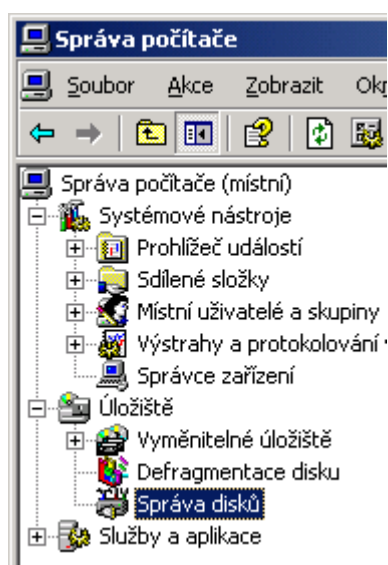 Správa počítače
Soubor Akce Zobrazit
Správa počítače (místní)
Systémové nástroje
Prohlížeč událostí
Sdílené složky
Místní uživatelé a skupiny
Výstrahy a protokolování
Správce zařízení
Úložiště
Vyměnitelné úložiště
Defragmentace disku
Správa disků
Služby a aplikace